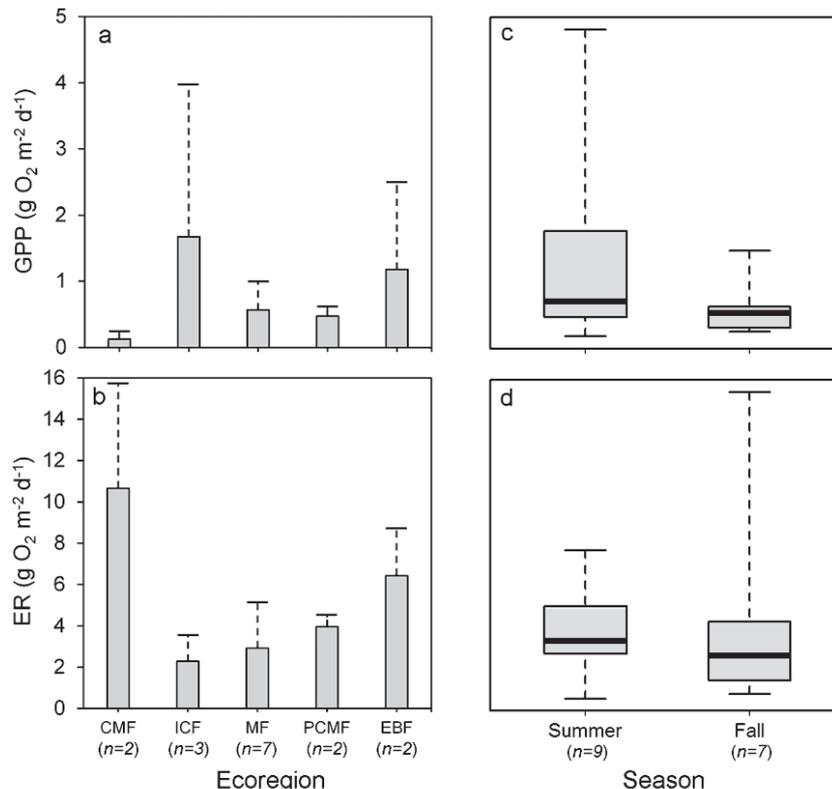 a
5
4
3
2
1
0
GPP (g O₂ m⁻² d⁻¹)
c
b
16
14
12
10
8
6
4
2
0
ER (g O₂ m⁻² d⁻¹)
d
CMF ICF MF PCMF EBF
(n=2) (n=3) (n=7) (n=2) (n=2)
Ecoregion
Summer Fall
(n=9) (n=7)
Season